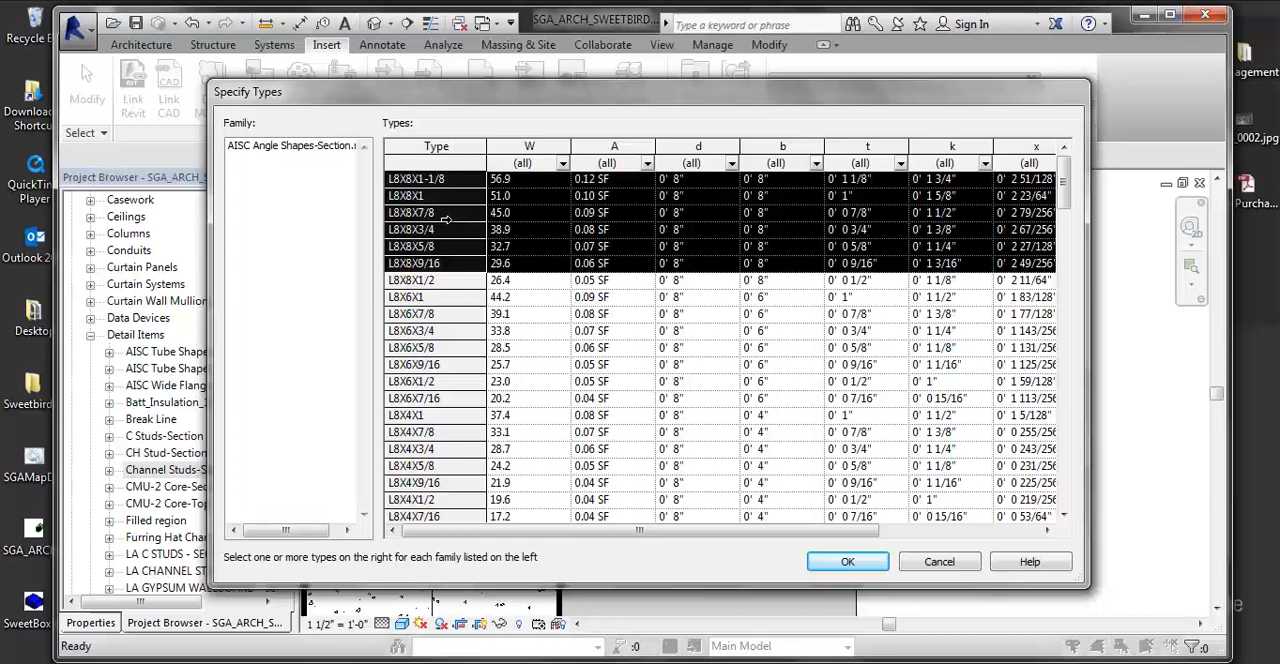 Recycle B
SGA_ARCH_SWEETBIRD...
Type a keyword or phrase
Sign In
Architecture Structure Systems Insert Annotate Analyze Massing & Site Collaborate View Manage Modify
agement
Modify
Link Revit
Link CAD
Select
Download
Shortcu
_0002.jpg
QuickTim
Player
Outlook 20
Deskto
Sweetbird
SGAMapD
SGA_ARCH
SweetBox
Purcha...
Project Browser - SGA_ARCH_SWEETBIRD
Casework
Ceilings
Columns
Conduits
Curtain Panels
Curtain Systems
Curtain Wall Mullion
Data Devices
Detail Items
AISC Tube Shape
AISC Tube Shape
AISC Wide Flang
Batt_Insulation_
Break Line
C Studs-Section
CH Stud-Section
Channel Studs-S
CMU-2 Core-Sec
CMU-2 Core-Top
Filled region
Furring Hat Chan
LA C STUDS - SEC
LA CHANNEL ST
LA GYPSUM WALLBOARD
Specify Types
Family:
AISC Angle Shapes-Section.r
Types:
Type W A d b t k x
(all) (all) (all) (all) (all) (all) (all)
L8X8X1-1/8 56.9 0.12 SF 0' 8" 0' 8" 0' 1 1/8" 0' 1 3/4" 0' 2 51/128"
L8X8X1 51.0 0.10 SF 0' 8" 0' 8" 0' 1" 0' 1 5/8" 0' 2 23/64"
L8X8X7/8 45.0 0.09 SF 0' 8" 0' 8" 0' 0 7/8" 0' 1 1/2" 0' 2 79/256"
L8X8X3/4 38.9 0.08 SF 0' 8" 0' 8" 0' 0 3/4" 0' 1 3/8" 0' 2 67/256"
L8X8X5/8 32.7 0.07 SF 0' 8" 0' 8" 0' 0 5/8" 0' 1 1/4" 0' 2 27/128"
L8X8X9/16 29.6 0.06 SF 0' 8" 0' 8" 0' 0 9/16" 0' 1 3/16" 0' 2 49/256"
L8X8X1/2 26.4 0.05 SF 0' 8" 0' 8" 0' 0 1/2" 0' 1 1/8" 0' 2 11/64"
L8X6X1 44.2 0.09 SF 0' 8" 0' 6" 0' 1" 0' 1 1/2" 0' 1 83/128"
L8X6X7/8 39.1 0.08 SF 0' 8" 0' 6" 0' 0 7/8" 0' 1 3/8" 0' 1 77/128"
L8X6X3/4 33.8 0.07 SF 0' 8" 0' 6" 0' 0 3/4" 0' 1 1/4" 0' 1 143/256
L8X6X5/8 28.5 0.06 SF 0' 8" 0' 6" 0' 0 5/8" 0' 1 1/8" 0' 1 131/256
L8X6X9/16 25.7 0.05 SF 0' 8" 0' 6" 0' 0 9/16" 0' 1 1/16" 0' 1 125/256
L8X6X1/2 23.0 0.05 SF 0' 8" 0' 6" 0' 0 1/2" 0' 1" 0' 1 59/128"
L8X6X7/16 20.2 0.04 SF 0' 8" 0' 6" 0' 0 7/16" 0' 0 15/16" 0' 1 113/256
L8X4X1 37.4 0.08 SF 0' 8" 0' 4" 0' 1" 0' 1 1/2" 0' 1 5/128"
L8X4X7/8 33.1 0.07 SF 0' 8" 0' 4" 0' 0 7/8" 0' 1 3/8" 0' 0 255/256
L8X4X3/4 28.7 0.06 SF 0' 8" 0' 4" 0' 0 3/4" 0' 1 1/4" 0' 0 243/256
L8X4X5/8 24.2 0.05 SF 0' 8" 0' 4" 0' 0 5/8" 0' 1 1/8" 0' 0 231/256
L8X4X9/16 21.9 0.04 SF 0' 8" 0' 4" 0' 0 9/16" 0' 1 1/16" 0' 0 225/256
L8X4X1/2 19.6 0.04 SF 0' 8" 0' 4" 0' 0 1/2" 0' 1" 0' 0 219/256
L8X4X7/16 17.2 0.04 SF 0' 8" 0' 4" 0' 0 7/16" 0' 0 15/16" 0' 0 53/64"
Select one or more types on the right for each family listed on the left
OK Cancel Help
Properties Project Browser - SGA_ARCH_SWEETBIRD,...
1 1/2" = 1'-0"
Ready
:0
Main Model
:0